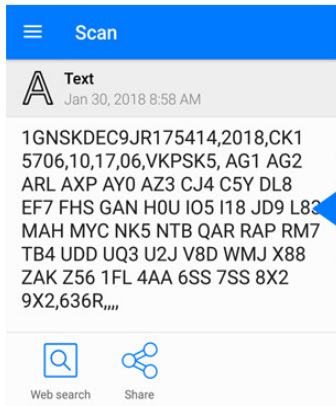 Scan
A Text
Jan 30, 2018 8:58 AM
1GNSKDEC9JR175414,2018,CK1
5706,10,17,06,VKPSK5, AG1 AG2
ARL AXP AY0 AZ3 CJ4 C5Y DL8
EF7 FHS GAN H0U IO5 I18 JD9 L83
MAH MYC NK5 NTB QAR RAP RM7
TB4 UDD UQ3 U2J V8D WMJ X88
ZAK Z56 1FL 4AA 6SS 7SS 8X2
9X2,636R,,,,
Web search Share